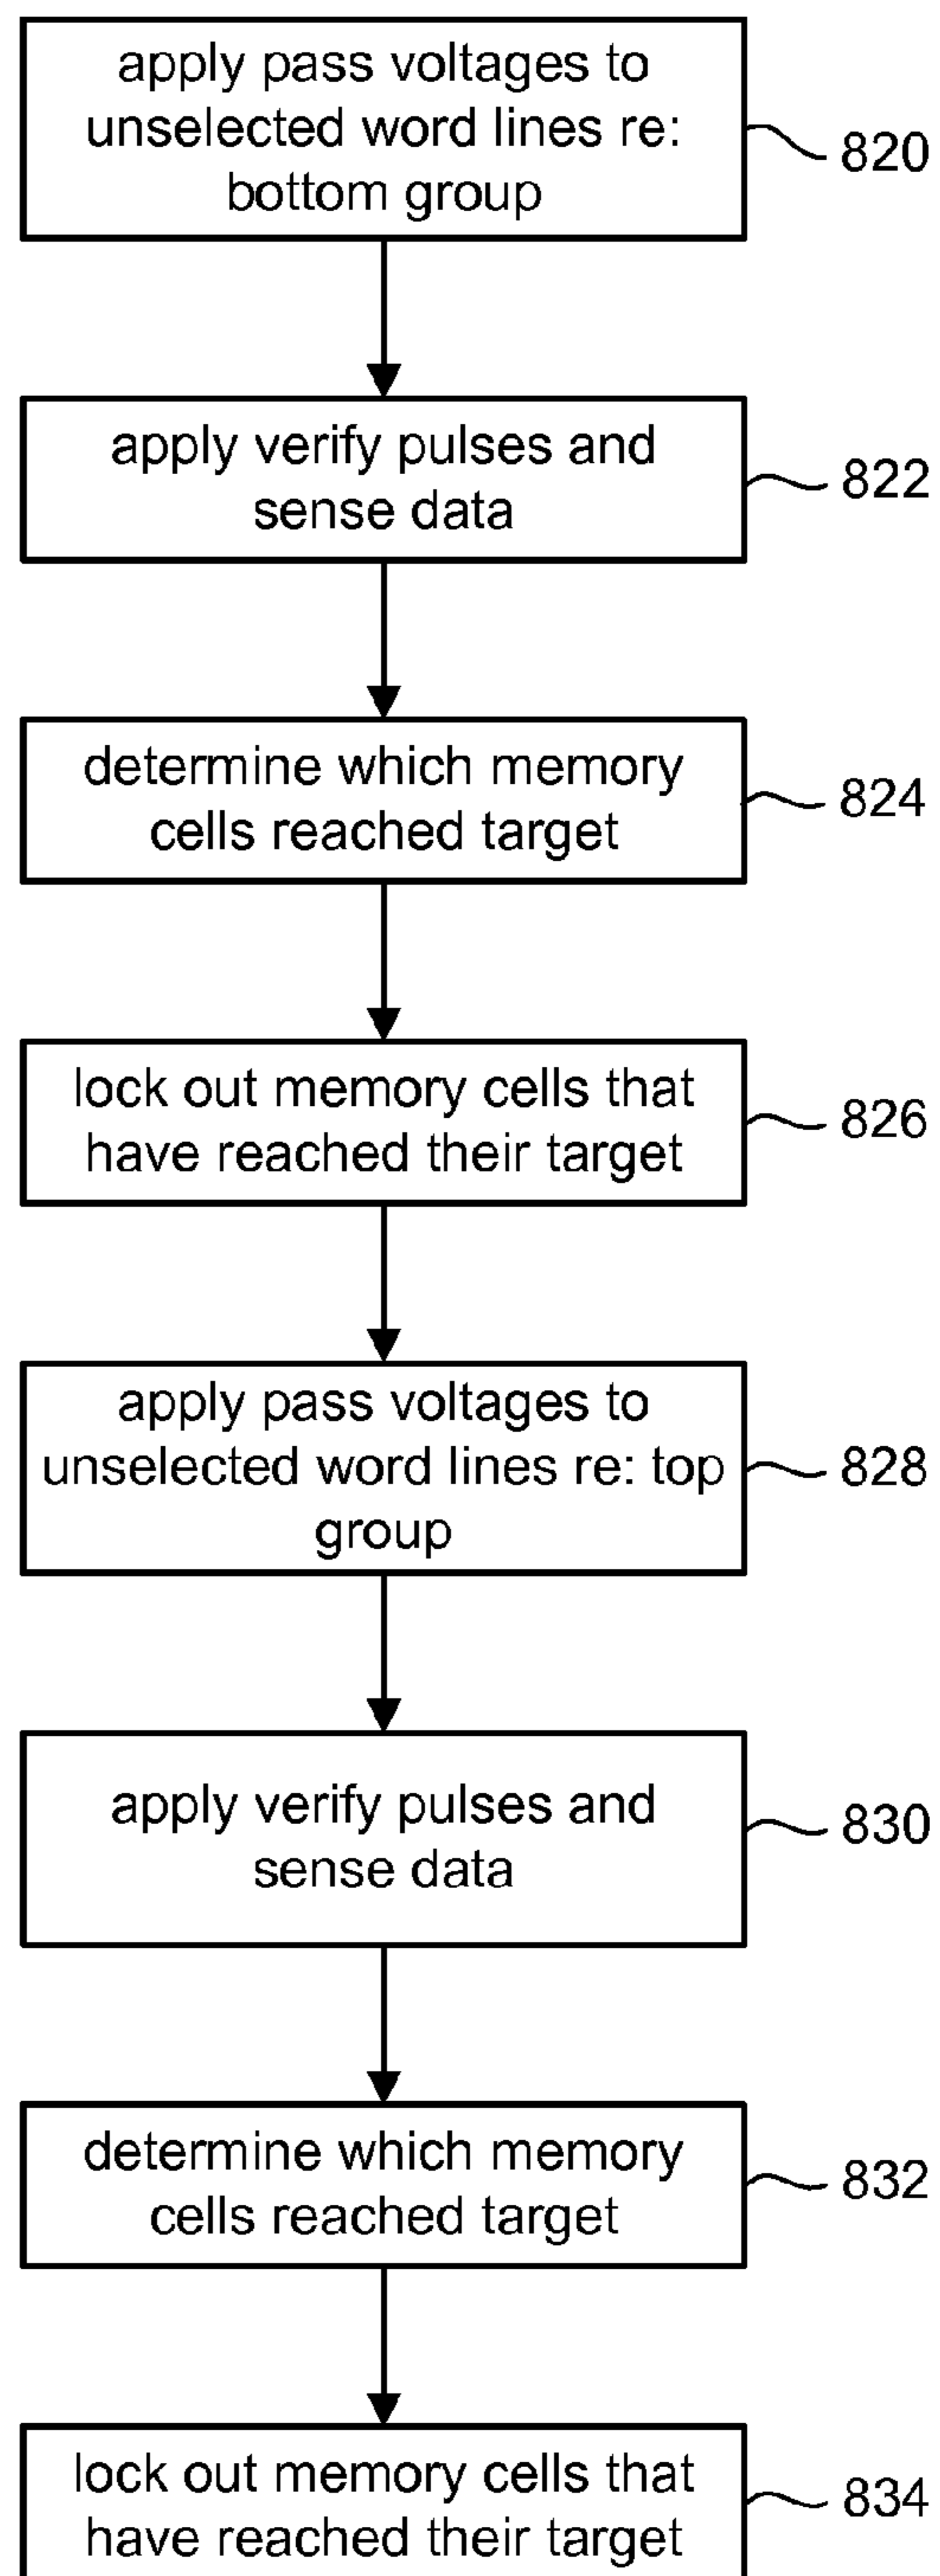 apply pass voltages to
unselected word lines re:
bottom group
820
apply verify pulses and
sense data
822
determine which memory
cells reached target
824
lock out memory cells that
have reached their target
826
apply pass voltages to
unselected word lines re: top
group
828
apply verify pulses and
sense data
830
determine which memory
cells reached target
832
lock out memory cells that
have reached their target
834